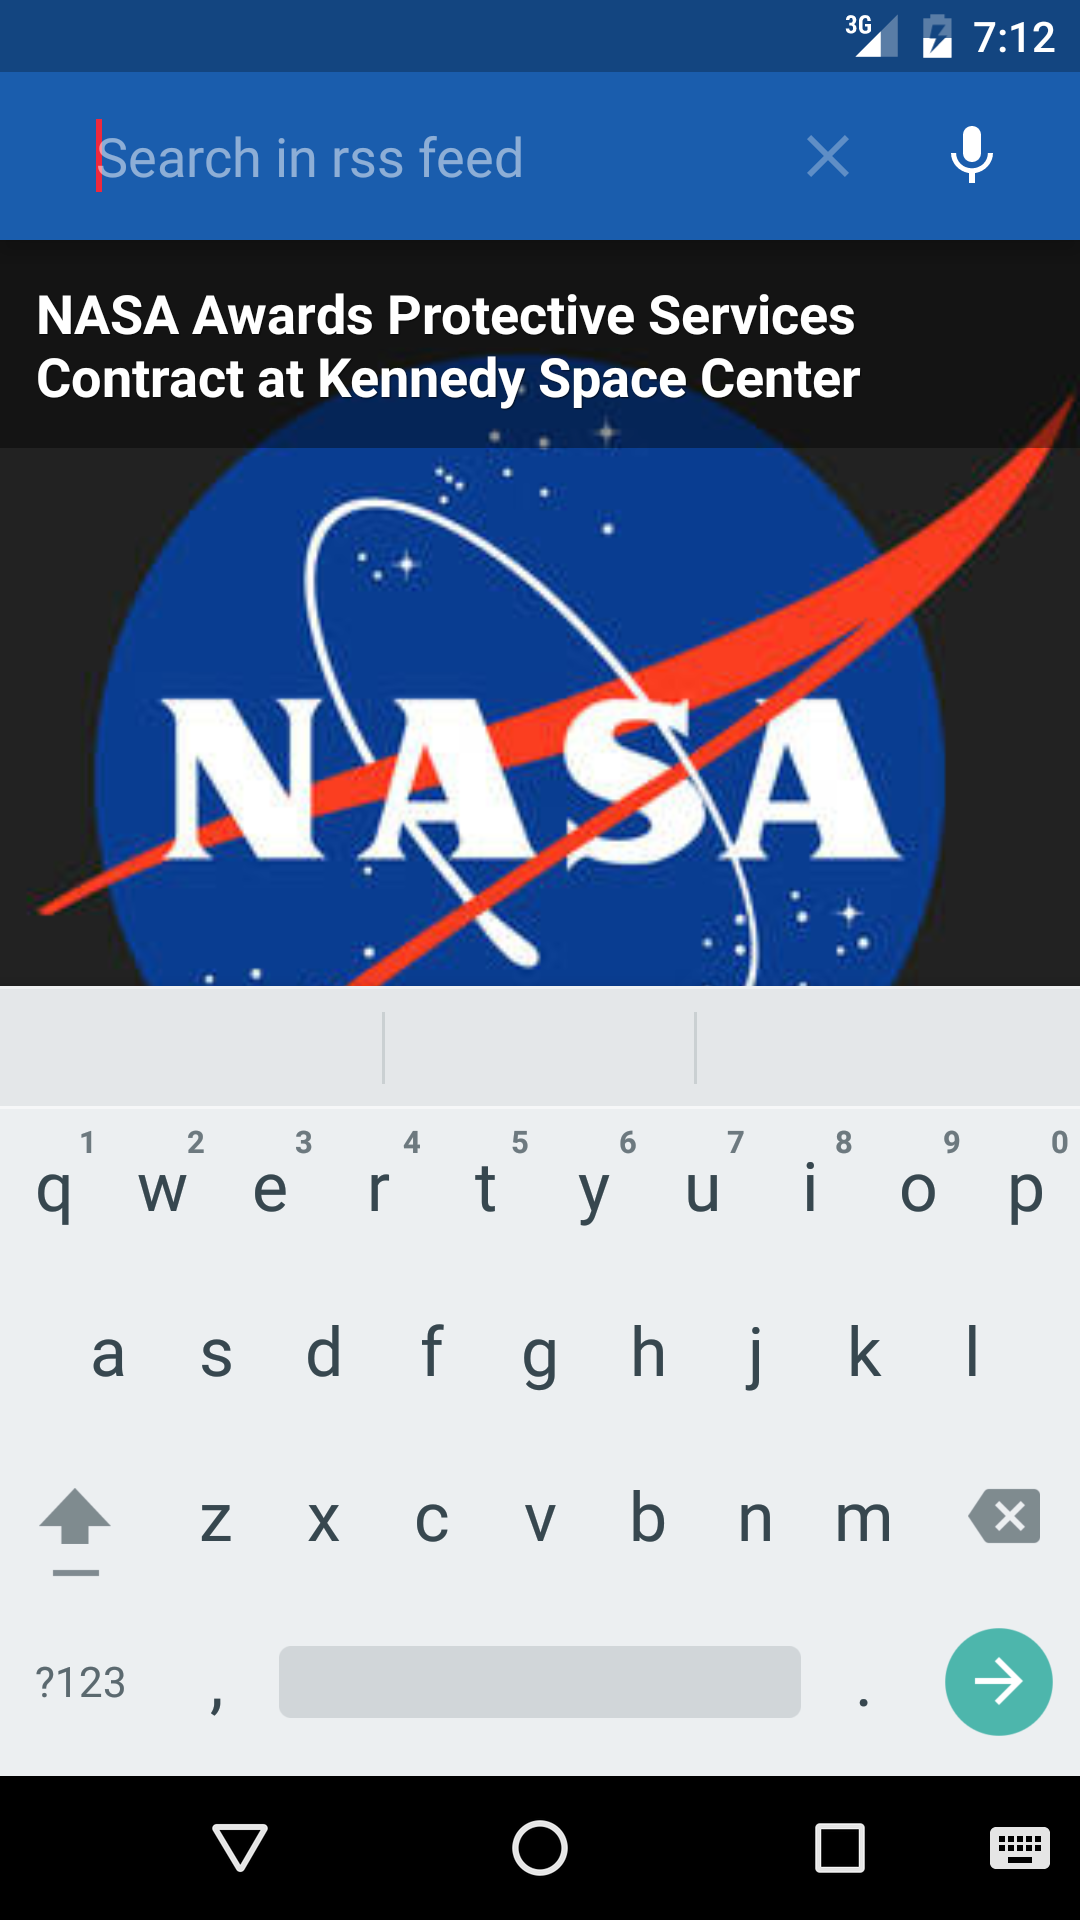 3G 7:12
Search in rss feed
NASA Awards Protective Services
Contract at Kennedy Space Center
NASA
1 2 3 4 5 6 7 8 9 0
q w e r t y u i o p
a s d f g h j k l
z x c v b n m
?123 , .